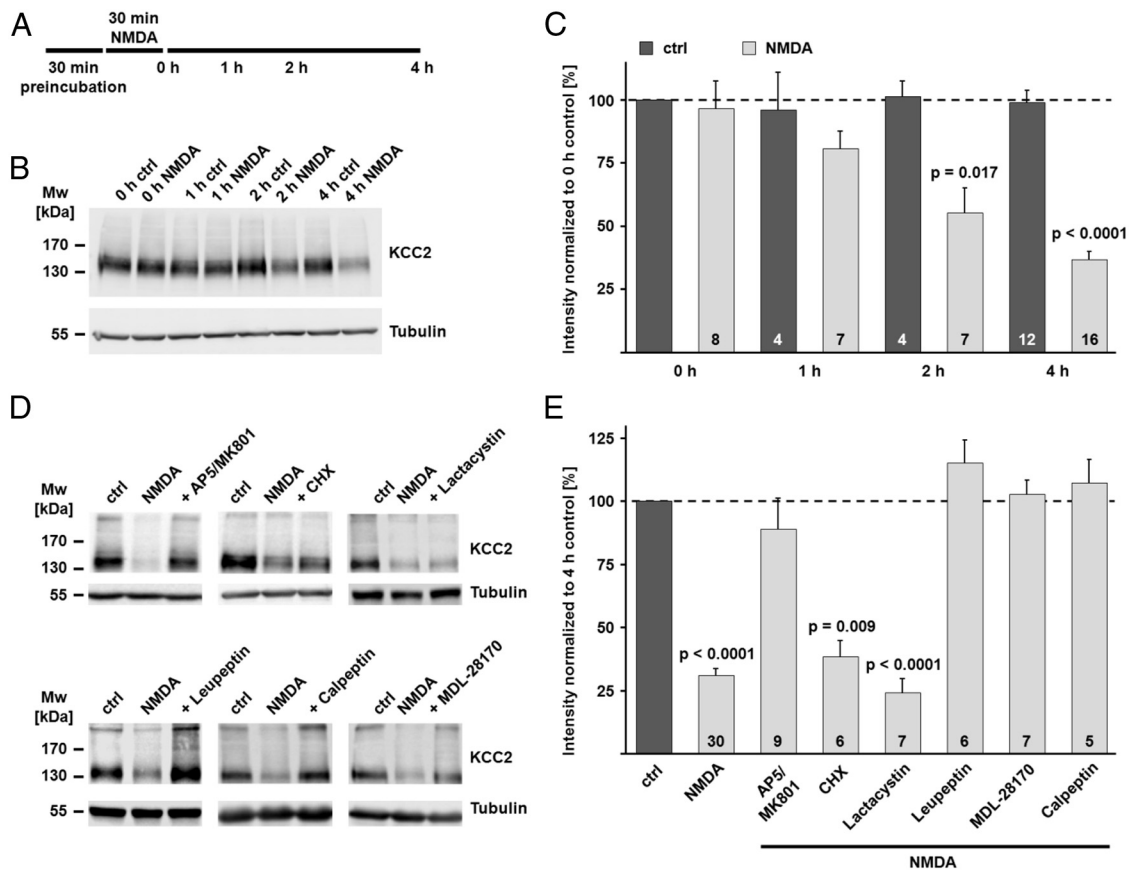 A
30 min
NMDA
0 h 1 h 2 h 4 h
30 min
preincubation
B
0 h ctrl 0 h NMDA 1 h ctrl 1 h NMDA 2 h ctrl 2 h NMDA 4 h ctrl 4 h NMDA
Mw
[kDa]
170
130
KCC2
55
Tubulin
C
ctrl NMDA
Intensity normalized to 0 h control [%]
100
75
50
25
p = 0.017
p < 0.0001
8 4 7 4 7 12 16
0 h 1 h 2 h 4 h
D
ctrl NMDA + AP5/MK801 ctrl NMDA + CHX ctrl NMDA + Lactacystin
Mw
[kDa]
170
130
KCC2
55
Tubulin
ctrl NMDA + Leupeptin ctrl NMDA + Calpeptin ctrl NMDA + MDL-28170
Mw
[kDa]
170
130
KCC2
55
Tubulin
E
Intensity normalized to 4 h control [%]
125
100
75
50
25
p < 0.0001
p = 0.009
p < 0.0001
30 9 6 7 6 7 5
ctrl NMDA AP5/MK801 CHX Lactacystin Leupeptin MDL-28170 Calpeptin
NMDA